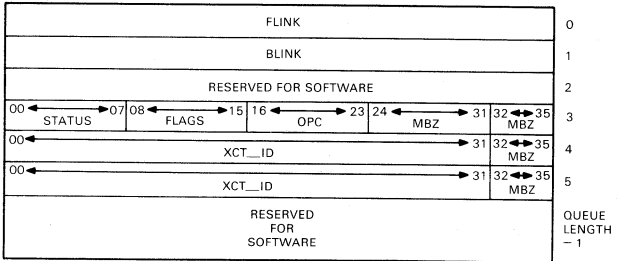 FLINK 0
BLINK 1
RESERVED FOR SOFTWARE 2
00 07 08 15 16 23 24 31 32 35 3
STATUS FLAGS OPC MBZ MBZ
00 31 32 35 4
XCT__ID MBZ
00 31 32 35 5
XCT__ID MBZ
RESERVED QUEUE
FOR LENGTH
SOFTWARE – 1